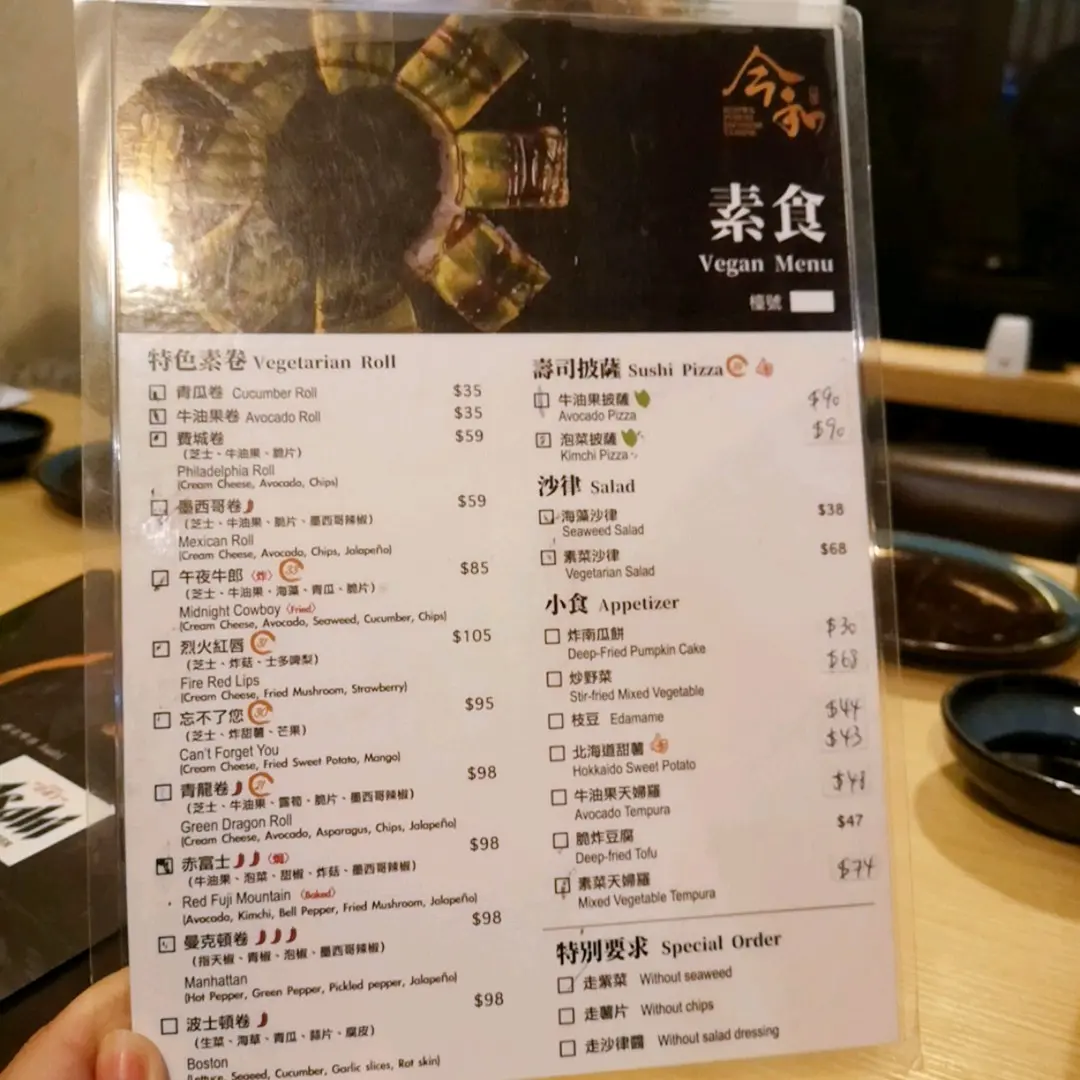 令和
素食
Vegan Menu
檯號
特色素卷 Vegetarian Roll
青瓜卷 Cucumber Roll $35
牛油果卷 Avocado Roll $35
費城卷 $59
(芝士、牛油果、脆片)
Philadelphia Roll
(Cream Cheese, Avocado, Chips)
墨西哥卷 $59
(芝士、牛油果、脆片、墨西哥辣椒)
Mexican Roll
(Cream Cheese, Avocado, Chips, Jalapeño)
午夜牛郎 (炸) $85
(芝士、牛油果、海藻、青瓜、脆片)
Midnight Cowboy (Fried)
(Cream Cheese, Avocado, Seaweed, Cucumber, Chips)
烈火紅唇 $105
(芝士、炸菇、士多啤梨)
Fire Red Lips
(Cream Cheese, Fried Mushroom, Strawberry)
忘不了您 $95
(芝士、炸甜薯、芒果)
Can't Forget You
(Cream Cheese, Fried Sweet Potato, Mango)
青龍卷 $98
(芝士、牛油果、露筍、脆片、墨西哥辣椒)
Green Dragon Roll
(Cream Cheese, Avocado, Asparagus, Chips, Jalapeño)
赤富士 (焗) $98
(牛油果、泡菜、甜椒、炸菇、墨西哥辣椒)
Red Fuji Mountain (Baked)
(Avocado, Kimchi, Bell Pepper, Fried Mushroom, Jalapeño)
曼克頓卷 $98
(指天椒、青椒、泡椒、墨西哥辣椒)
Manhattan
(Hot Pepper, Green Pepper, Pickled pepper, Jalapeño)
波士頓卷 $98
(生菜、海草、青瓜、蒜片、腐皮)
Boston
(Lettuce, Seaeed, Cucumber, Garlic slices, Rot skin)
壽司披薩 Sushi Pizza
牛油果披薩 $90
Avocado Pizza
泡菜披薩 $90
Kimchi Pizza
沙律 Salad
海藻沙律 $38
Seaweed Salad
素菜沙律 $68
Vegetarian Salad
小食 Appetizer
炸南瓜餅 $30
Deep-Fried Pumpkin Cake
炒野菜 $68
Stir-fried Mixed Vegetable
枝豆 Edamame $44
北海道甜薯 $43
Hokkaido Sweet Potato
牛油果天婦羅 $48
Avocado Tempura
脆炸豆腐 $47
Deep-fried Tofu
素菜天婦羅 $74
Mixed Vegetable Tempura
特別要求 Special Order
走紫菜 Without seaweed
走薯片 Without chips
走沙律醬 Without salad dressing